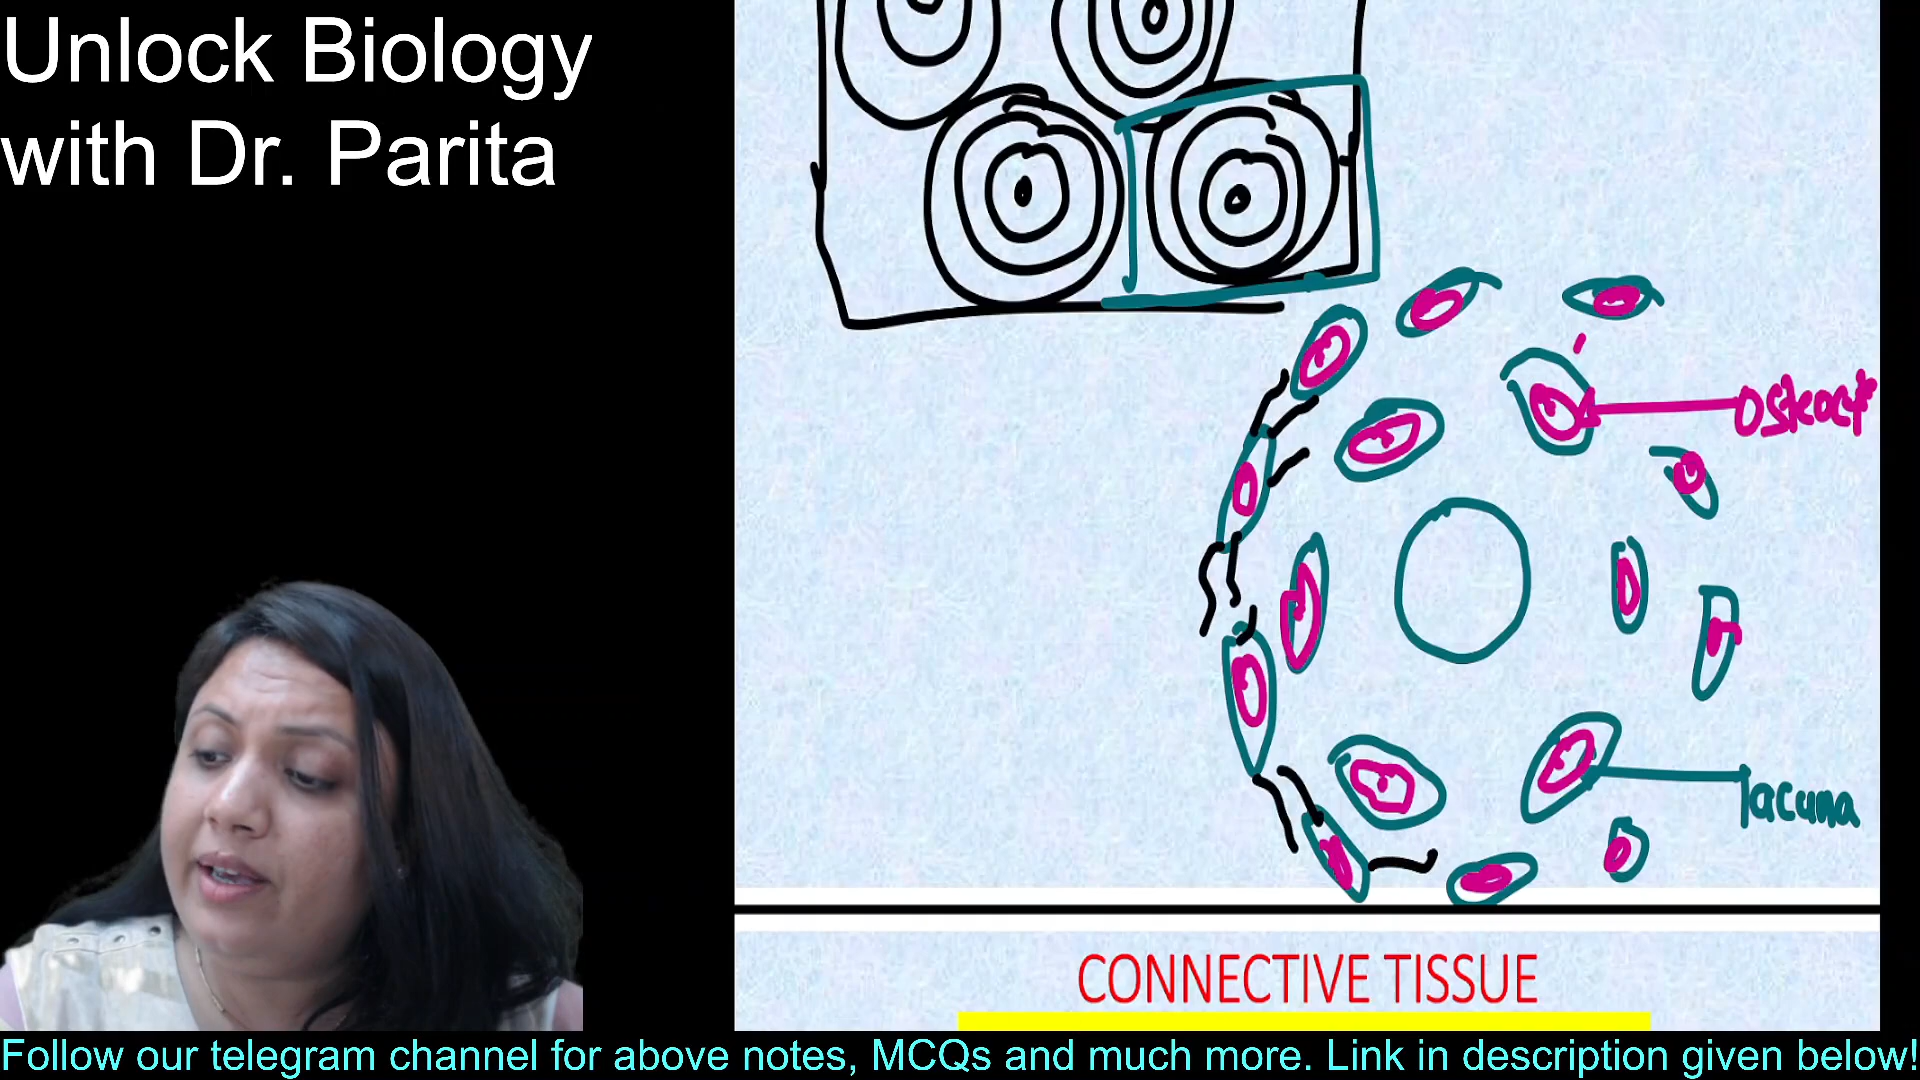 Unlock Biology
with Dr. Parita
lacuna
CONNECTIVE TISSUE
Follow our telegram channel for above notes, MCQs and much more. Link in description given below!